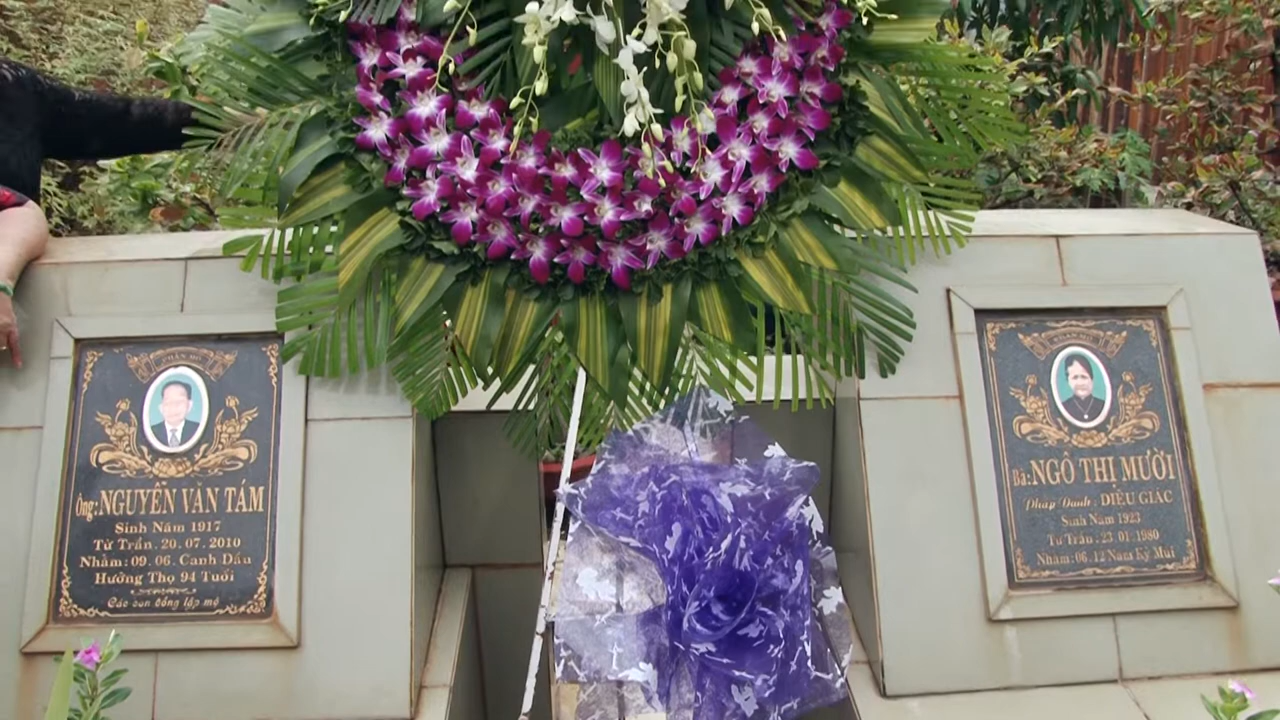 PHẦN MỘ
Ông: NGUYỄN VĂN TÁM
Sinh Năm 1917
Từ Trần. 20. 07. 2010
Nhằm: 09. 06. Canh Dần
Hưởng Thọ 94 Tuổi
Các con đồng lập mộ
Bà: NGÔ THỊ MƯỜI
Pháp Danh: DIỆU GIÁC
Sinh Năm 1923
Từ Trần: 23.01.1980
Nhằm: 06.12 Năm Kỷ Mùi